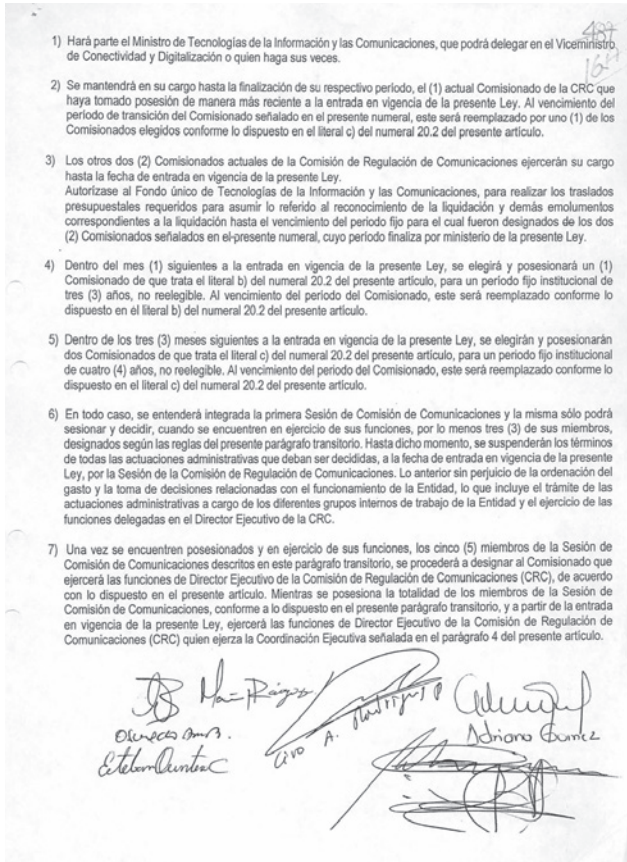 487
1) Hará parte el Ministro de Tecnologías de la Información y las Comunicaciones, que podrá delegar en el Viceministro
de Conectividad y Digitalización o quien haga sus veces.
2) Se mantendrá en su cargo hasta la finalización de su respectivo período, el (1) actual Comisionado de la CRC que
haya tomado posesión de manera más reciente a la entrada en vigencia de la presente Ley. Al vencimiento del
período de transición del Comisionado señalado en el presente numeral, este será reemplazado por uno (1) de los
Comisionados elegidos conforme lo dispuesto en el literal c) del numeral 20.2 del presente artículo.
3) Los otros dos (2) Comisionados actuales de la Comisión de Regulación de Comunicaciones ejercerán su cargo
hasta la fecha de entrada en vigencia de la presente Ley.
Autorízase al Fondo único de Tecnologías de la Información y las Comunicaciones, para realizar los traslados
presupuestales requeridos para asumir lo referido al reconocimiento de la liquidación y demás emolumentos
correspondientes a la liquidación hasta el vencimiento del periodo fijo para el cual fueron designados de los dos
(2) Comisionados señalados en el presente numeral, cuyo período finaliza por ministerio de la presente Ley.
4) Dentro del mes (1) siguientes a la entrada en vigencia de la presente Ley, se elegirá y posesionará un (1)
Comisionado de que trata el literal b) del numeral 20.2 del presente artículo, para un período fijo institucional de
tres (3) años, no reelegible. Al vencimiento del periodo del Comisionado, este será reemplazado conforme lo
dispuesto en el literal b) del numeral 20.2 del presente artículo.
5) Dentro de los tres (3) meses siguientes a la entrada en vigencia de la presente Ley, se elegirán y posesionarán
dos Comisionados de que trata el literal c) del numeral 20.2 del presente artículo, para un periodo fijo institucional
de cuatro (4) años, no reelegible. Al vencimiento del período del Comisionado, este será reemplazado conforme lo
dispuesto en el literal c) del numeral 20.2 del presente artículo.
6) En todo caso, se entenderá integrada la primera Sesión de Comisión de Comunicaciones y la misma sólo podrá
sesionar y decidir, cuando se encuentren en ejercicio de sus funciones, por lo menos tres (3) de sus miembros,
designados según las reglas del presente parágrafo transitorio. Hasta dicho momento, se suspenderán los términos
de todas las actuaciones administrativas que deban ser decididas, a la fecha de entrada en vigencia de la presente
Ley, por la Sesión de la Comisión de Regulación de Comunicaciones. Lo anterior sin perjuicio de la ordenación del
gasto y la toma de decisiones relacionadas con el funcionamiento de la Entidad, lo que incluye el trámite de las
actuaciones administrativas a cargo de los diferentes grupos internos de trabajo de la Entidad y el ejercicio de las
funciones delegadas en el Director Ejecutivo de la CRC.
7) Una vez se encuentren posesionados y en ejercicio de sus funciones, los cinco (5) miembros de la Sesión de
Comisión de Comunicaciones descritos en este parágrafo transitorio, se procederá a designar al Comisionado que
ejercerá las funciones de Director Ejecutivo de la Comisión de Regulación de Comunicaciones (CRC), de acuerdo
con lo dispuesto en el presente artículo. Mientras se posesiona la totalidad de los miembros de la Sesión de
Comisión de Comunicaciones, conforme a lo dispuesto en el presente parágrafo transitorio, y a partir de la entrada
en vigencia de la presente Ley, ejercerá las funciones de Director Ejecutivo de la Comisión de Regulación de
Comunicaciones (CRC) quien ejerza la Coordinación Ejecutiva señalada en el parágrafo 4 del presente artículo.
Ciro A.
Adriana Gomez
Esteban